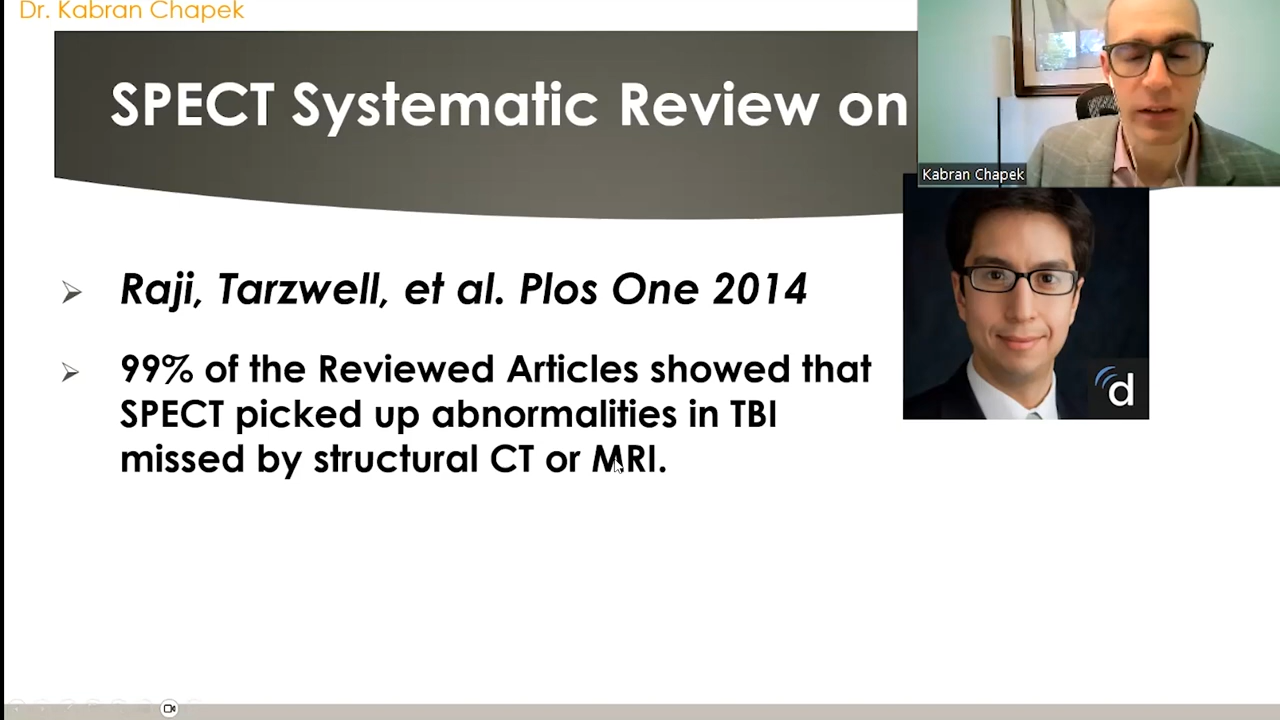 Dr. Kabran Chapek
SPECT Systematic Review on
Kabran Chapek
Raji, Tarzwell, et al. Plos One 2014
99% of the Reviewed Articles showed that
SPECT picked up abnormalities in TBI
missed by structural CT or MRI.
d